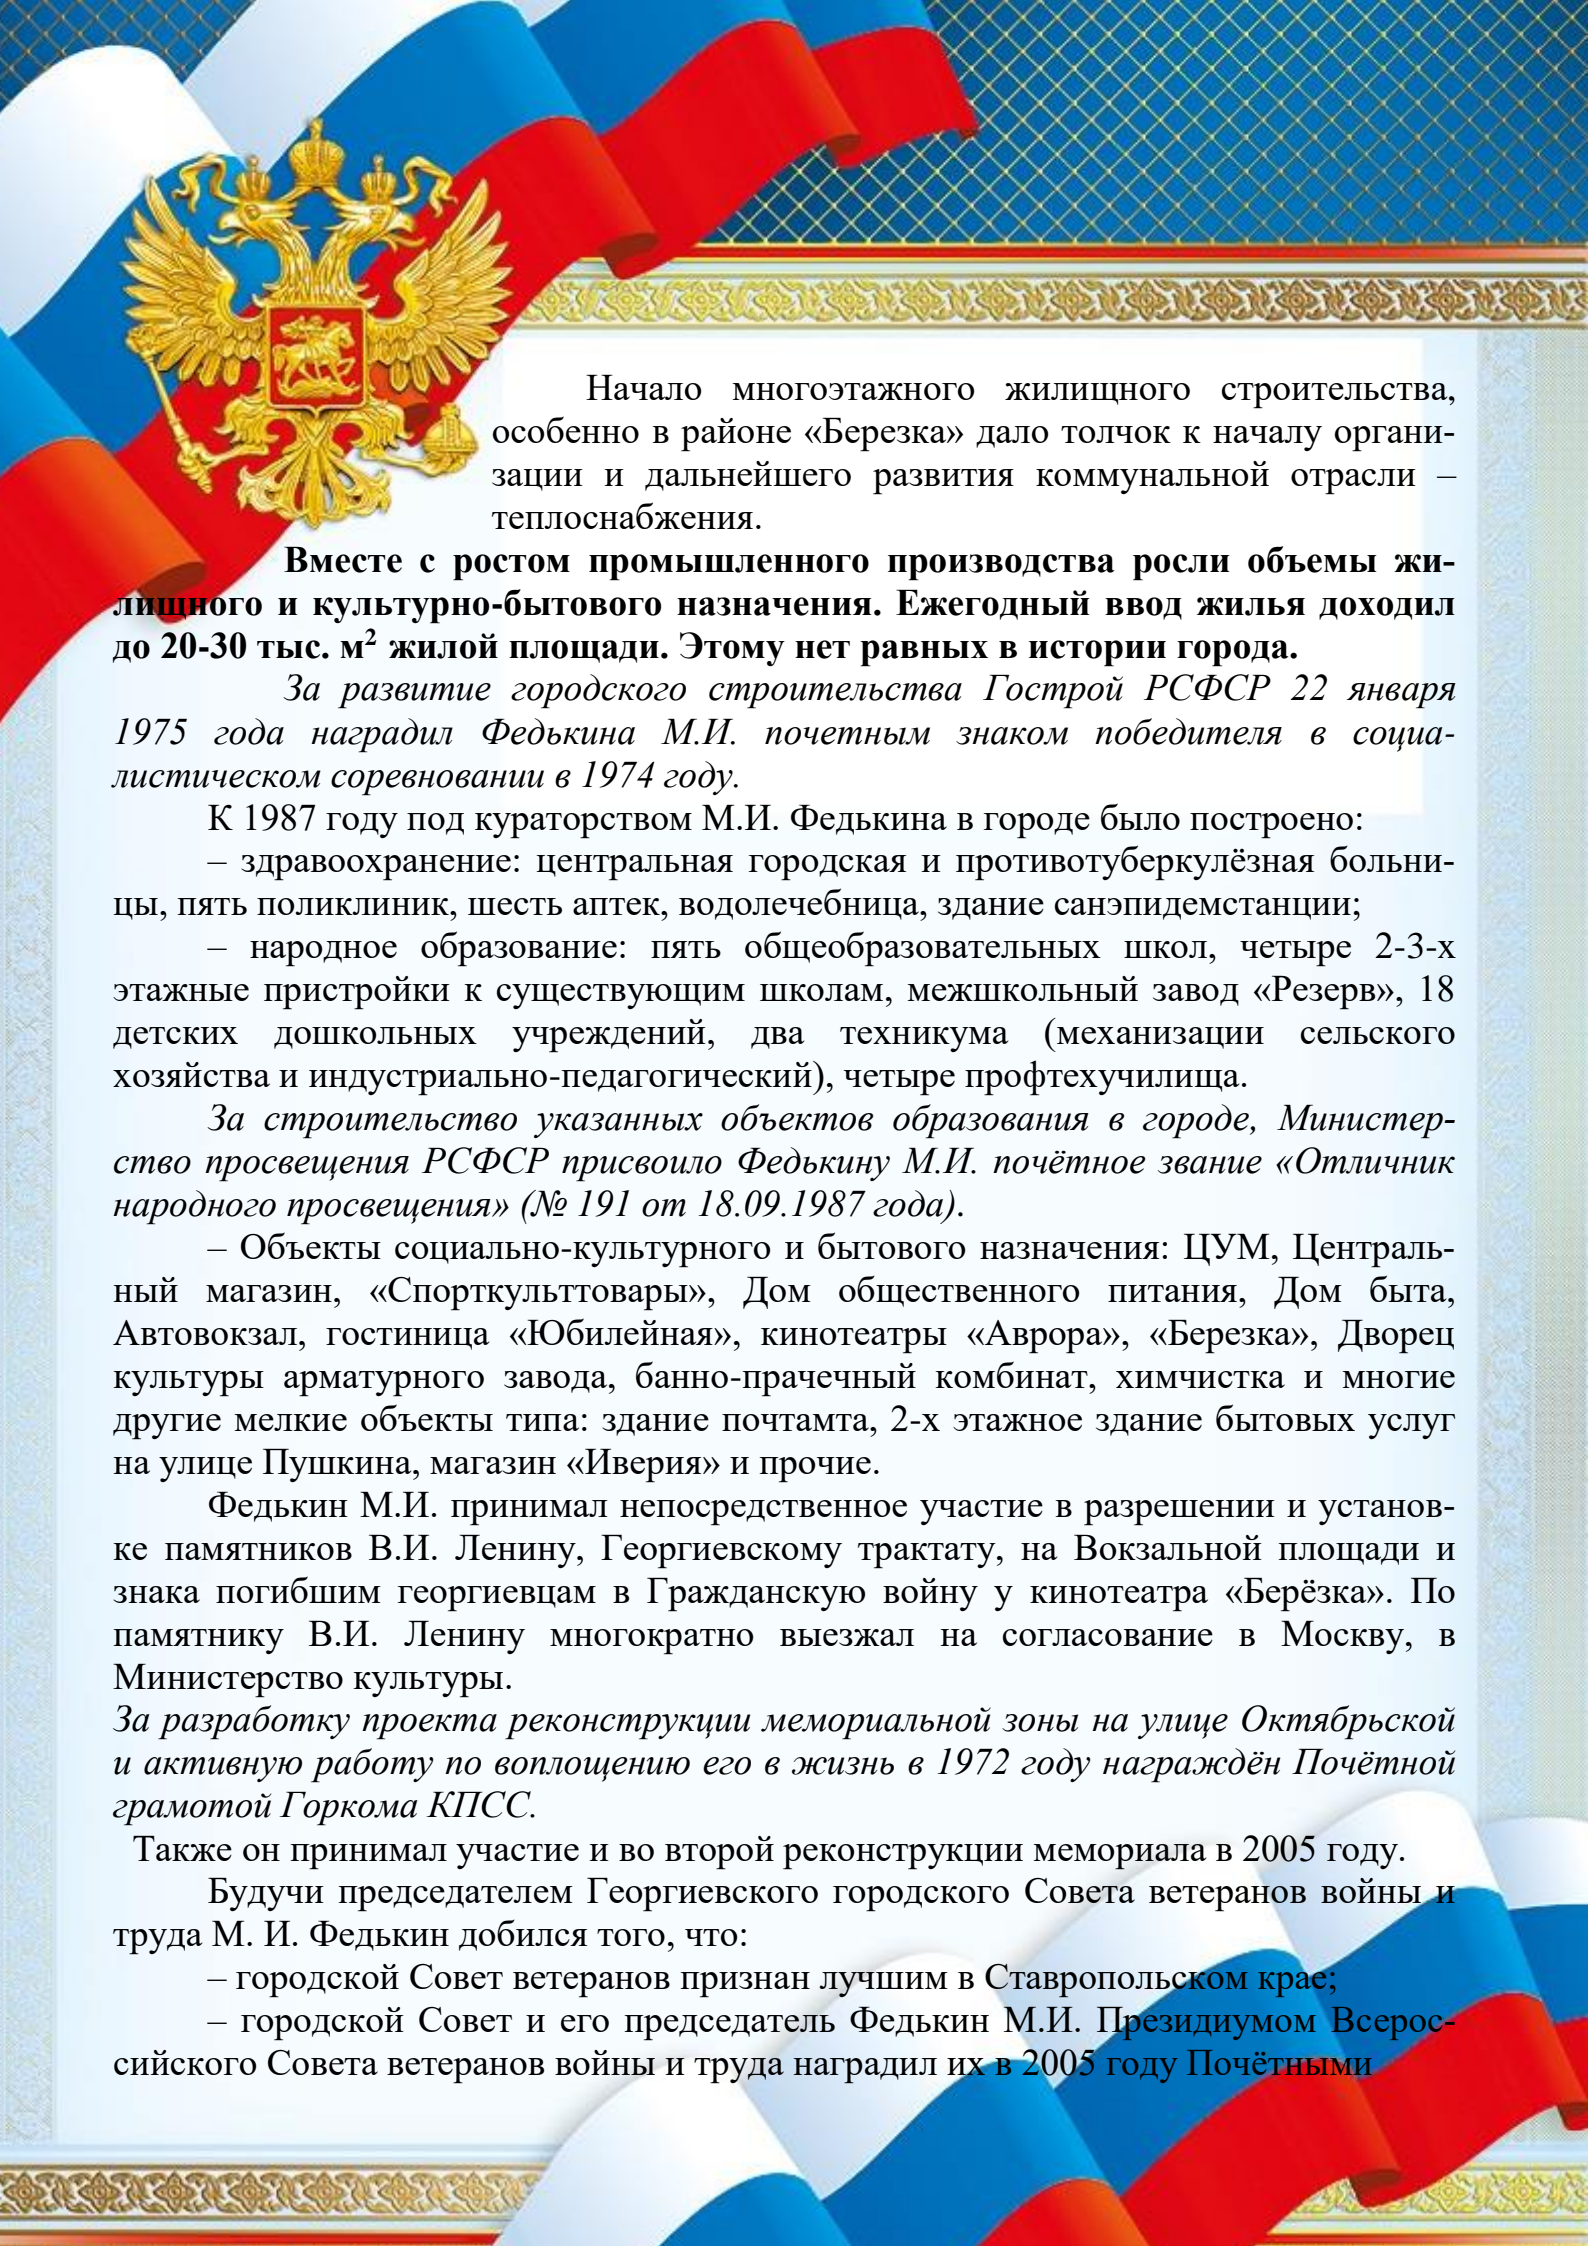 Начало многоэтажного жилищного строительства,
особенно в районе «Березка» дало толчок к началу органи-
зации и дальнейшего развития коммунальной отрасли –
теплоснабжения.
Вместе с ростом промышленного производства росли объемы жи-
лищного и культурно-бытового назначения. Ежегодный ввод жилья доходил
до 20-30 тыс. м² жилой площади. Этому нет равных в истории города.
За развитие городского строительства Гострой РСФСР 22 января
1975 года наградил Федькина М.И. почетным знаком победителя в социа-
листическом соревновании в 1974 году.
К 1987 году под кураторством М.И. Федькина в городе было построено:
– здравоохранение: центральная городская и противотуберкулёзная больни-
цы, пять поликлиник, шесть аптек, водолечебница, здание санэпидемстанции;
– народное образование: пять общеобразовательных школ, четыре 2-3-х
этажные пристройки к существующим школам, межшкольный завод «Резерв», 18
детских дошкольных учреждений, два техникума (механизации сельского
хозяйства и индустриально-педагогический), четыре профтехучилища.
За строительство указанных объектов образования в городе, Министер-
ство просвещения РСФСР присвоило Федькину М.И. почётное звание «Отличник
народного просвещения» (№ 191 от 18.09.1987 года).
– Объекты социально-культурного и бытового назначения: ЦУМ, Централь-
ный магазин, «Спорткульттовары», Дом общественного питания, Дом быта,
Автовокзал, гостиница «Юбилейная», кинотеатры «Аврора», «Березка», Дворец
культуры арматурного завода, банно-прачечный комбинат, химчистка и многие
другие мелкие объекты типа: здание почтамта, 2-х этажное здание бытовых услуг
на улице Пушкина, магазин «Иверия» и прочие.
Федькин М.И. принимал непосредственное участие в разрешении и установ-
ке памятников В.И. Ленину, Георгиевскому трактату, на Вокзальной площади и
знака погибшим георгиевцам в Гражданскую войну у кинотеатра «Берёзка». По
памятнику В.И. Ленину многократно выезжал на согласование в Москву, в
Министерство культуры.
За разработку проекта реконструкции мемориальной зоны на улице Октябрьской
и активную работу по воплощению его в жизнь в 1972 году награждён Почётной
грамотой Горкома КПСС.
Также он принимал участие и во второй реконструкции мемориала в 2005 году.
Будучи председателем Георгиевского городского Совета ветеранов войны и
труда М. И. Федькин добился того, что:
– городской Совет ветеранов признан лучшим в Ставропольском крае;
– городской Совет и его председатель Федькин М.И. Президиумом Всерос-
сийского Совета ветеранов войны и труда наградил их в 2005 году Почётными